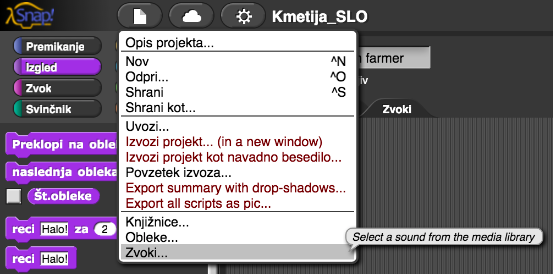 Snap!
Kmetija_SLO
Premikanje
Izgled
Zvok
Svinčnik
Opis projekta...
Nov ^N
Odpri... ^O
Shrani ^S
Shrani kot...
Uvozi...
Izvozi projekt... (in a new window)
Izvozi projekt kot navadno besedilo...
Povzetek izvoza...
Export summary with drop-shadows...
Export all scripts as pic...
Knjižnice...
Obleke...
Zvoki...
farmer
Zvoki
Select a sound from the media library
Preklopi na oble
naslednja obleka
Št.obleke
reci Halo! za 2
reci Halo!